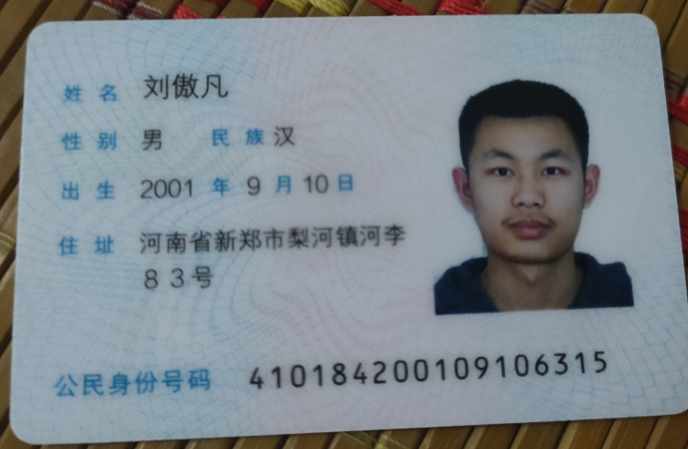 姓名 刘傲凡
性别 男 民族 汉
出生 2001 年 9 月 10 日
住址 河南省新郑市梨河镇河李
83号
公民身份号码 410184200109106315